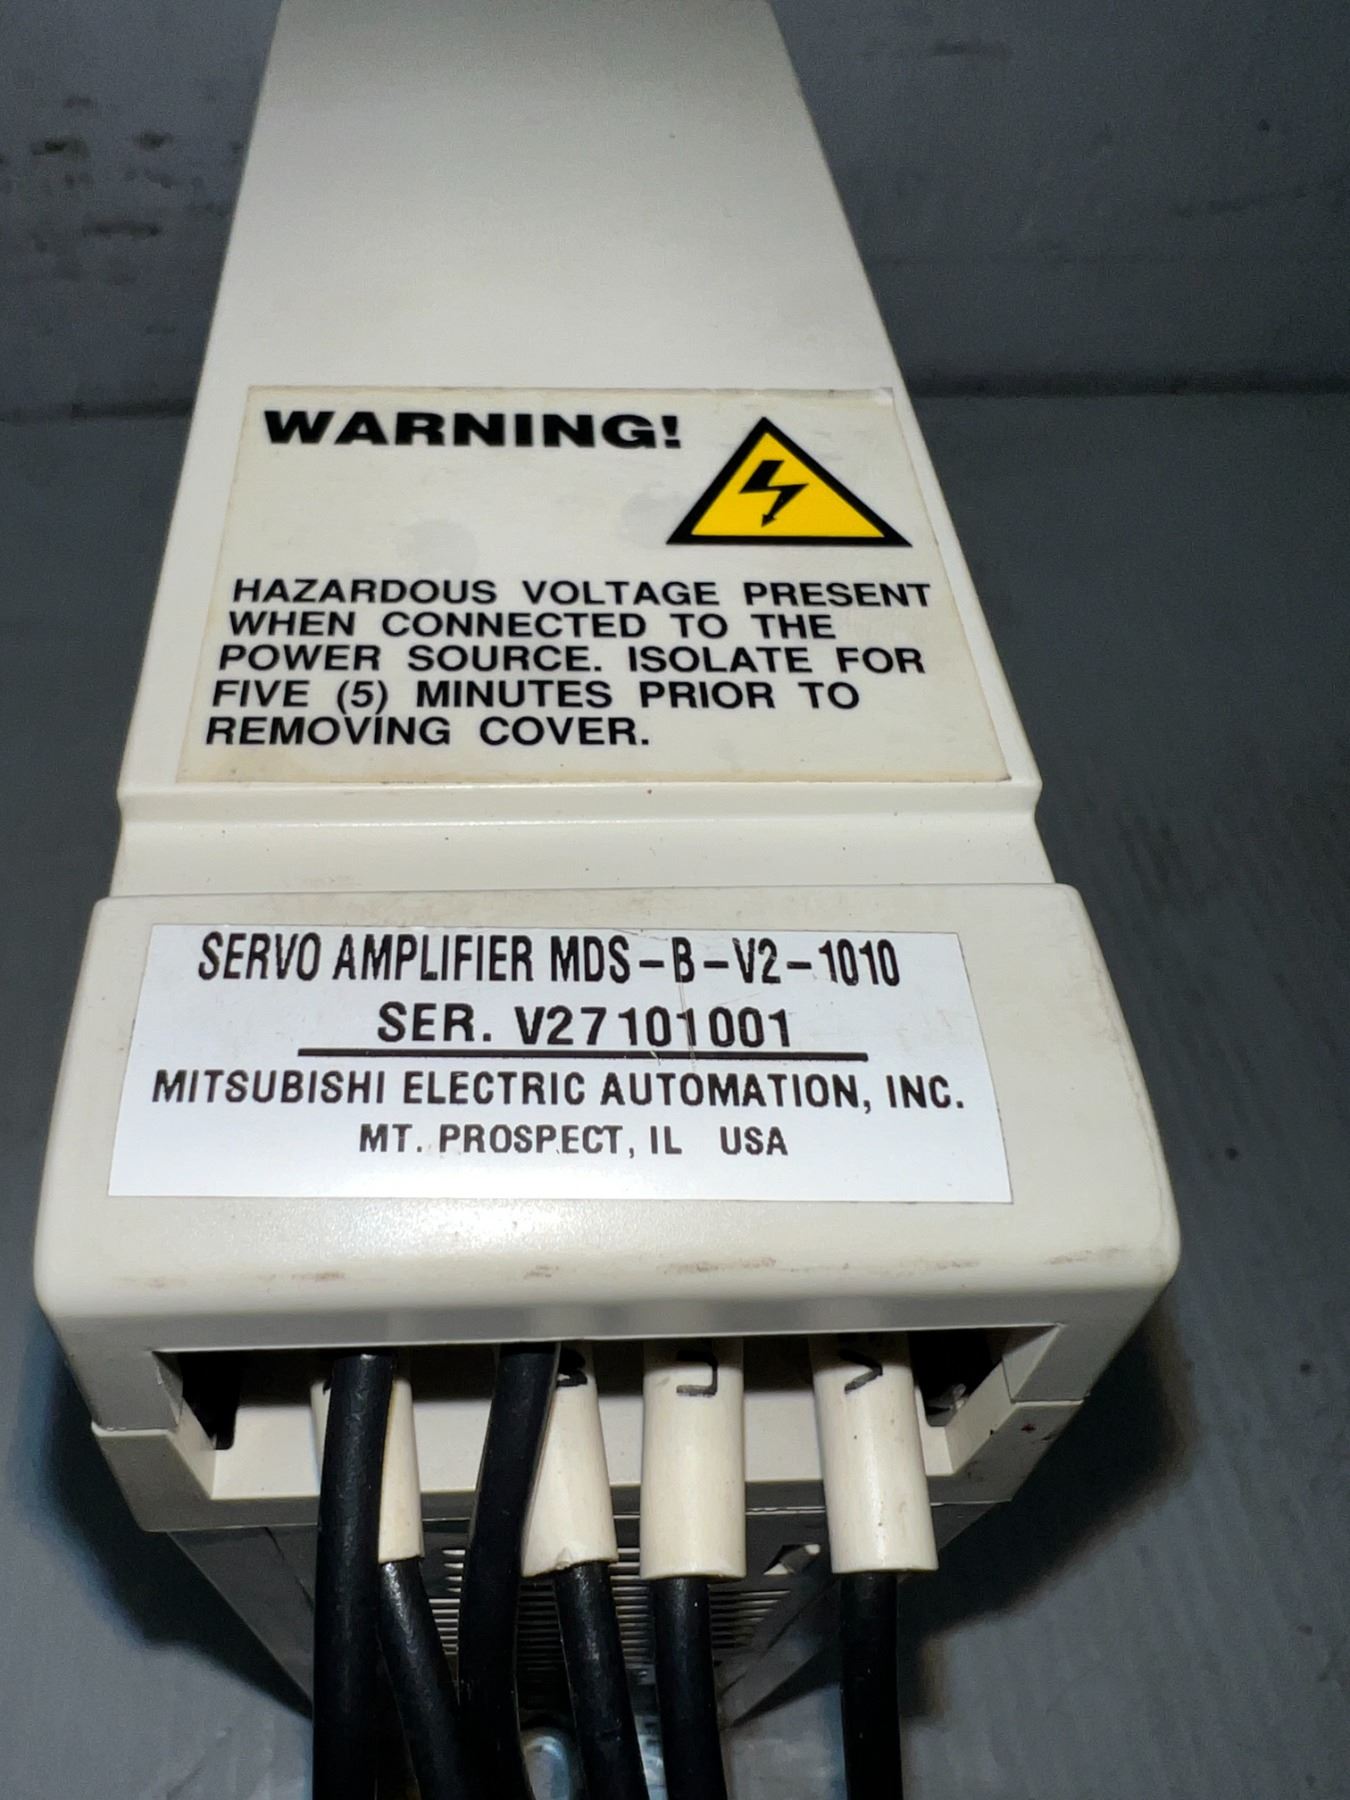 WARNING!
HAZARDOUS VOLTAGE PRESENT
WHEN CONNECTED TO THE
POWER SOURCE. ISOLATE FOR
FIVE (5) MINUTES PRIOR TO
REMOVING COVER.
SERVO AMPLIFIER MDS-B-V2-1010
SER. V27101001
MITSUBISHI ELECTRIC AUTOMATION, INC.
MT. PROSPECT, IL USA